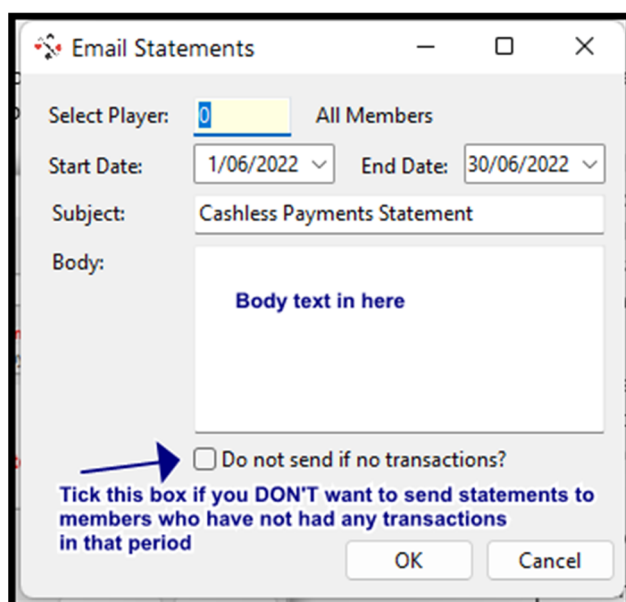 Email Statements
Select Player: 0 All Members
Start Date: 1/06/2022 End Date: 30/06/2022
Subject: Cashless Payments Statement
Body:
Body text in here
Do not send if no transactions?
Tick this box if you DON'T want to send statements to
members who have not had any transactions
in that period
OK Cancel